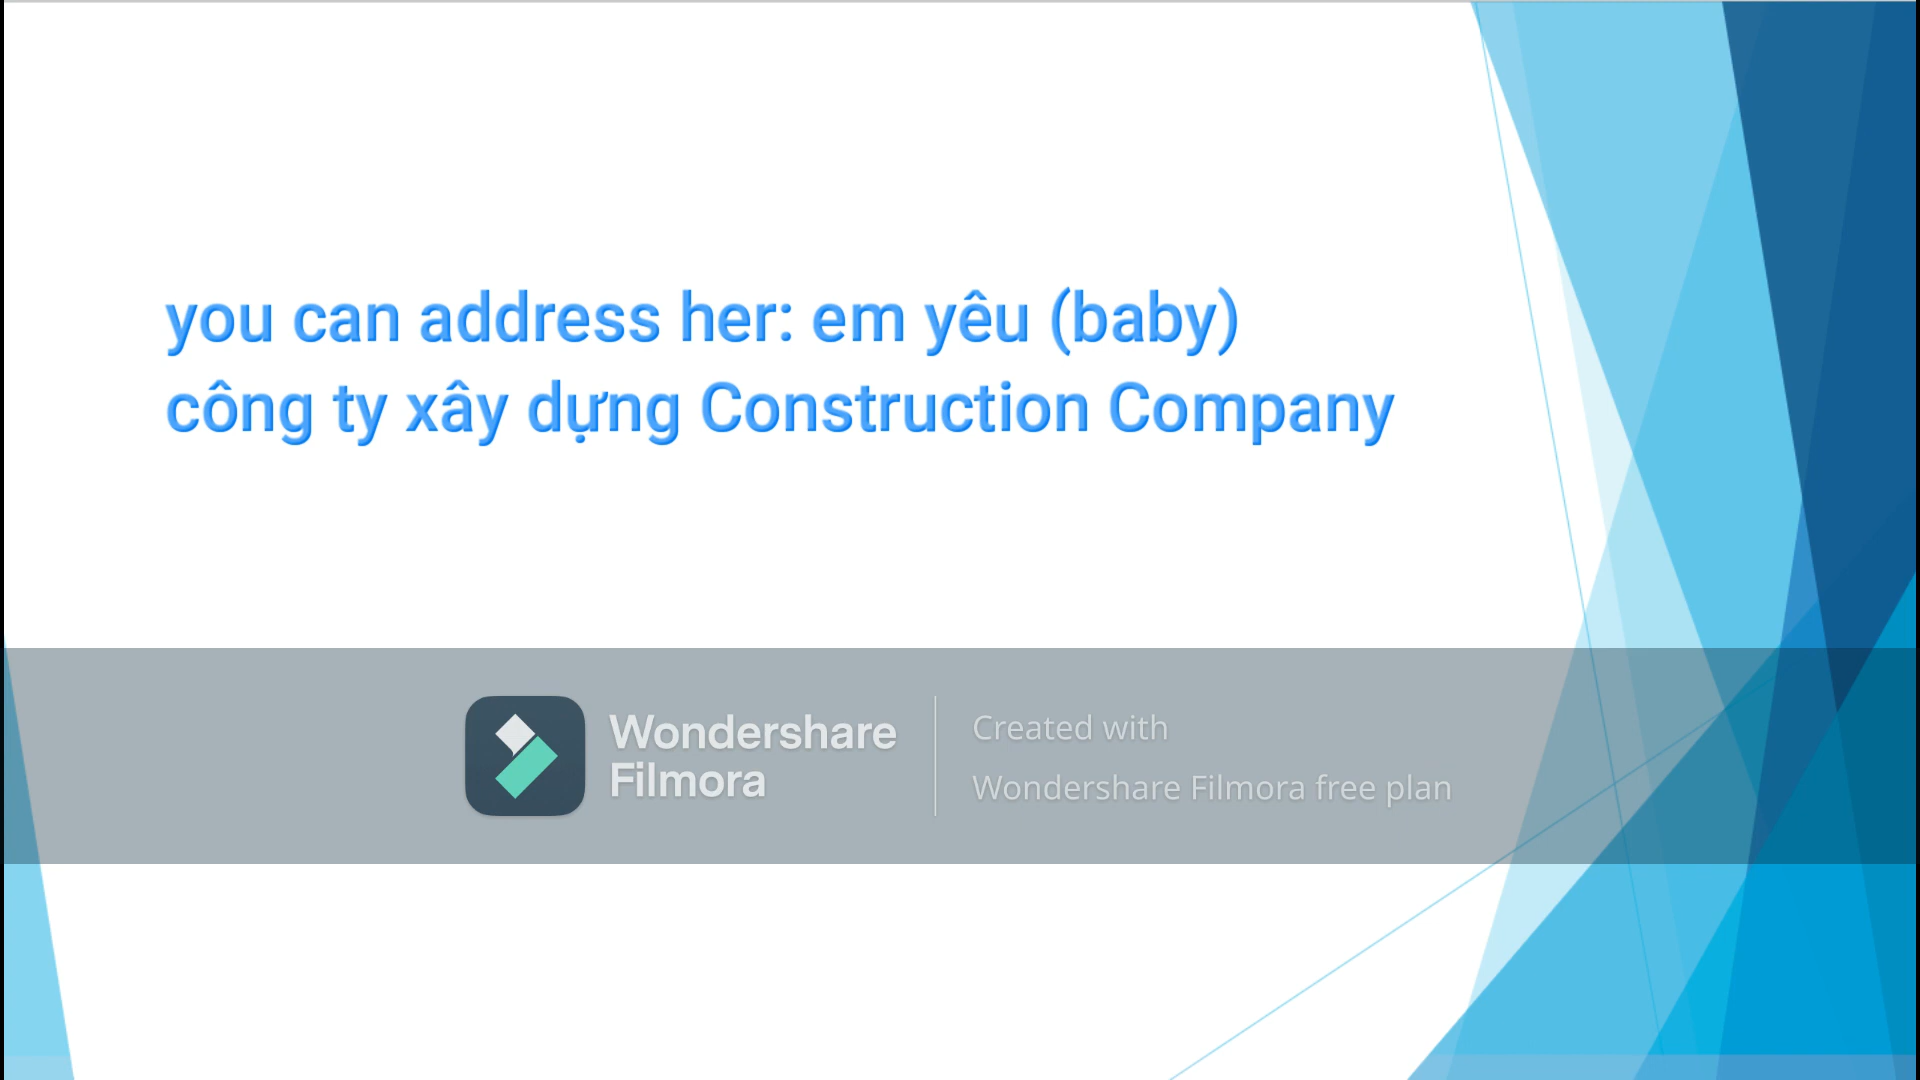 you can address her: em yêu (baby)
công ty xây dựng Construction Company
Wondershare
Filmora
Created with
Wondershare Filmora free plan